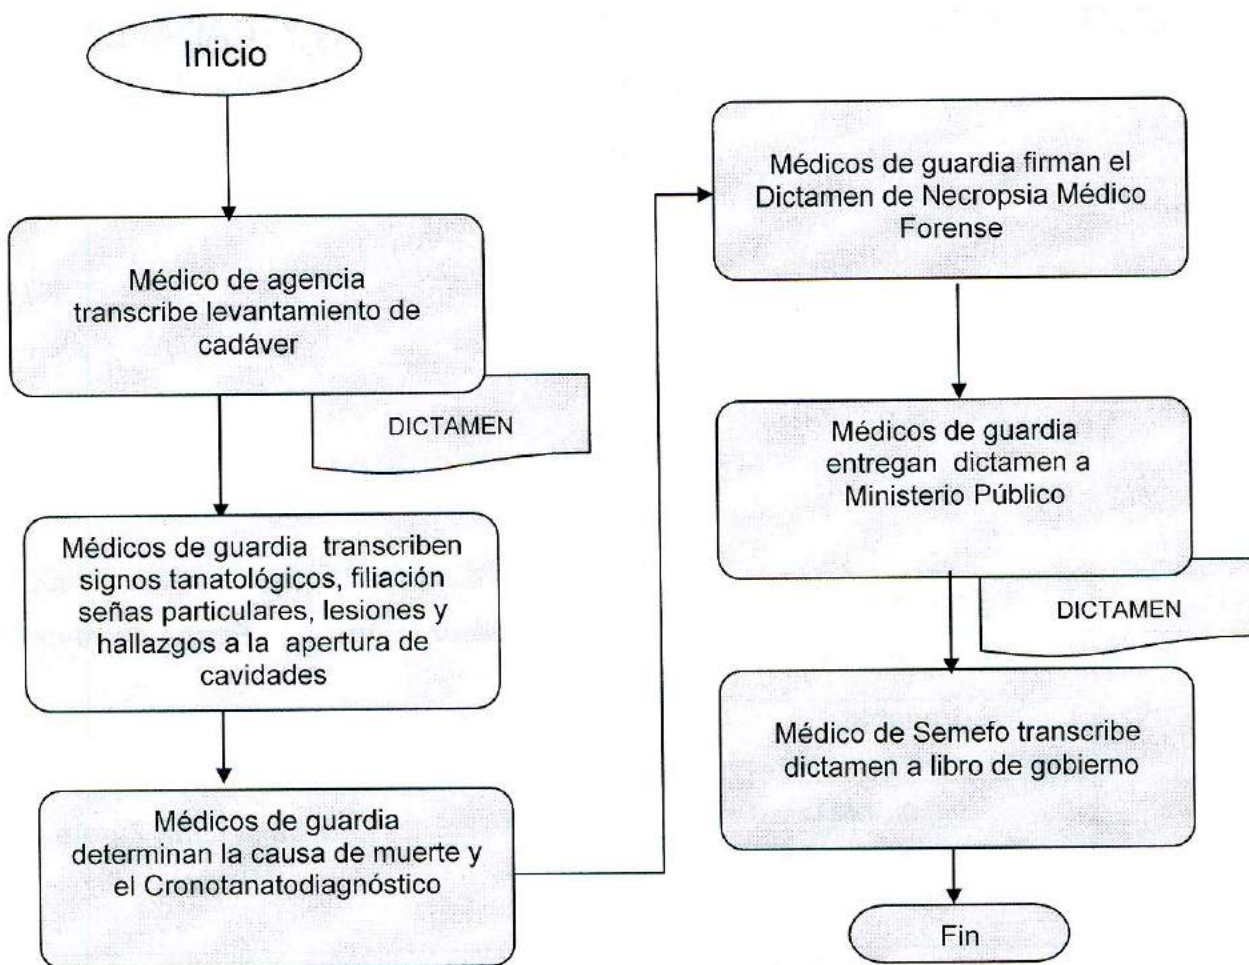 Inicio
Médico de agencia
transcribe levantamiento de
cadáver
DICTAMEN
Médicos de guardia transcriben
signos tanatológicos, filiación
señas particulares, lesiones y
hallazgos a la apertura de
cavidades
Médicos de guardia
determinan la causa de muerte y
el Cronotanatodiagnóstico
Médicos de guardia firman el
Dictamen de Necropsia Médico
Forense
Médicos de guardia
entregan dictamen a
Ministerio Público
DICTAMEN
Médico de Semefo transcribe
dictamen a libro de gobierno
Fin